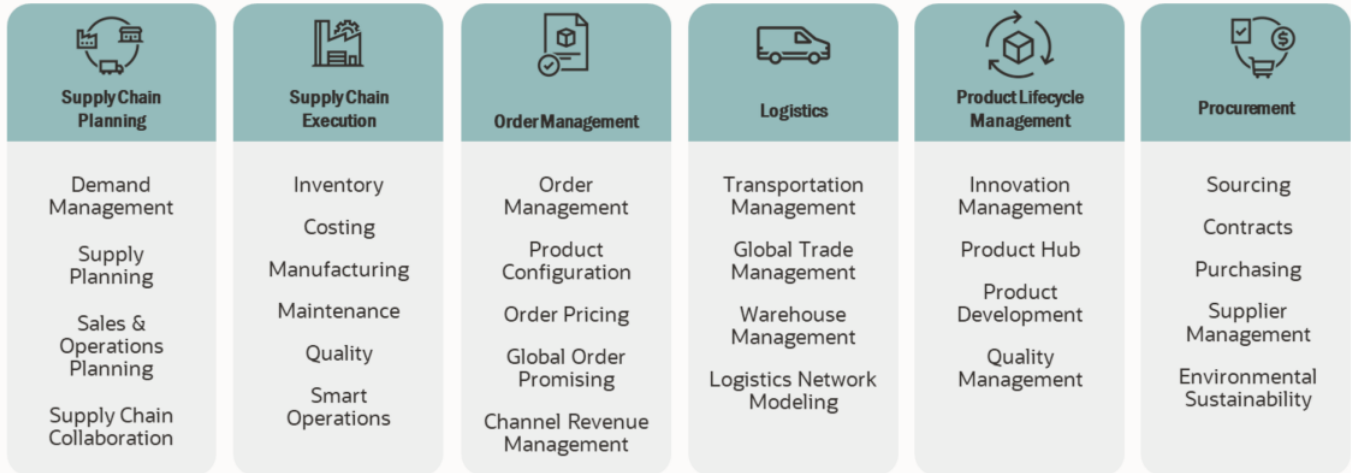 Supply Chain
Planning
Demand
Management
Supply
Planning
Sales &
Operations
Planning
Supply Chain
Collaboration
Supply Chain
Execution
Inventory
Costing
Manufacturing
Maintenance
Quality
Smart
Operations
Order Management
Order
Management
Product
Configuration
Order Pricing
Global Order
Promising
Channel Revenue
Management
Logistics
Transportation
Management
Global Trade
Management
Warehouse
Management
Logistics Network
Modeling
Product Lifecycle
Management
Innovation
Management
Product Hub
Product
Development
Quality
Management
Procurement
Sourcing
Contracts
Purchasing
Supplier
Management
Environmental
Sustainability